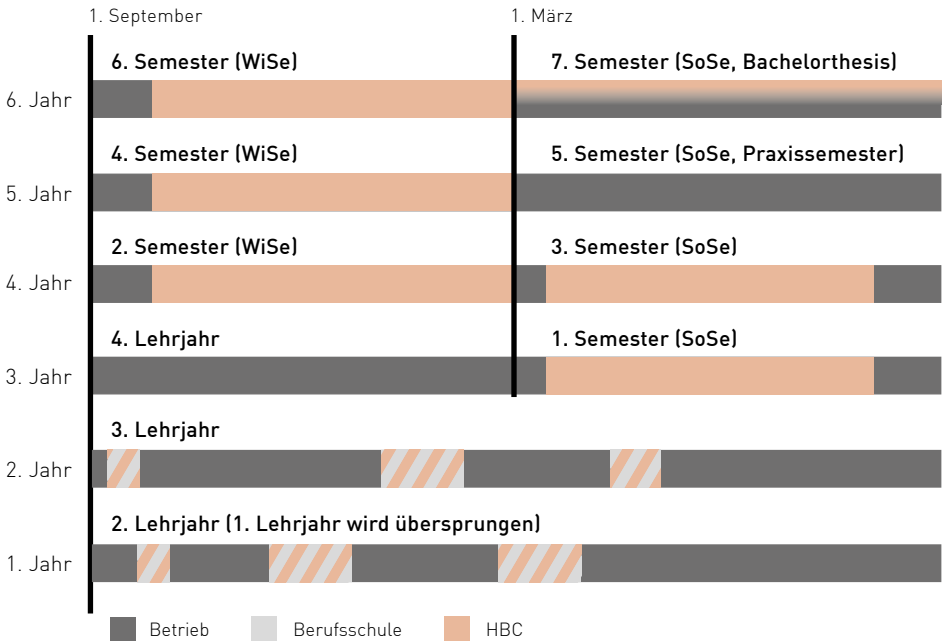 1. September
1. März
6. Semester (WiSe)
7. Semester (SoSe, Bachelorthesis)
6. Jahr
4. Semester (WiSe)
5. Semester (SoSe, Praxissemester)
5. Jahr
2. Semester (WiSe)
3. Semester (SoSe)
4. Jahr
4. Lehrjahr
1. Semester (SoSe)
3. Jahr
3. Lehrjahr
2. Jahr
2. Lehrjahr (1. Lehrjahr wird übersprungen)
1. Jahr
Betrieb
Berufsschule
HBC